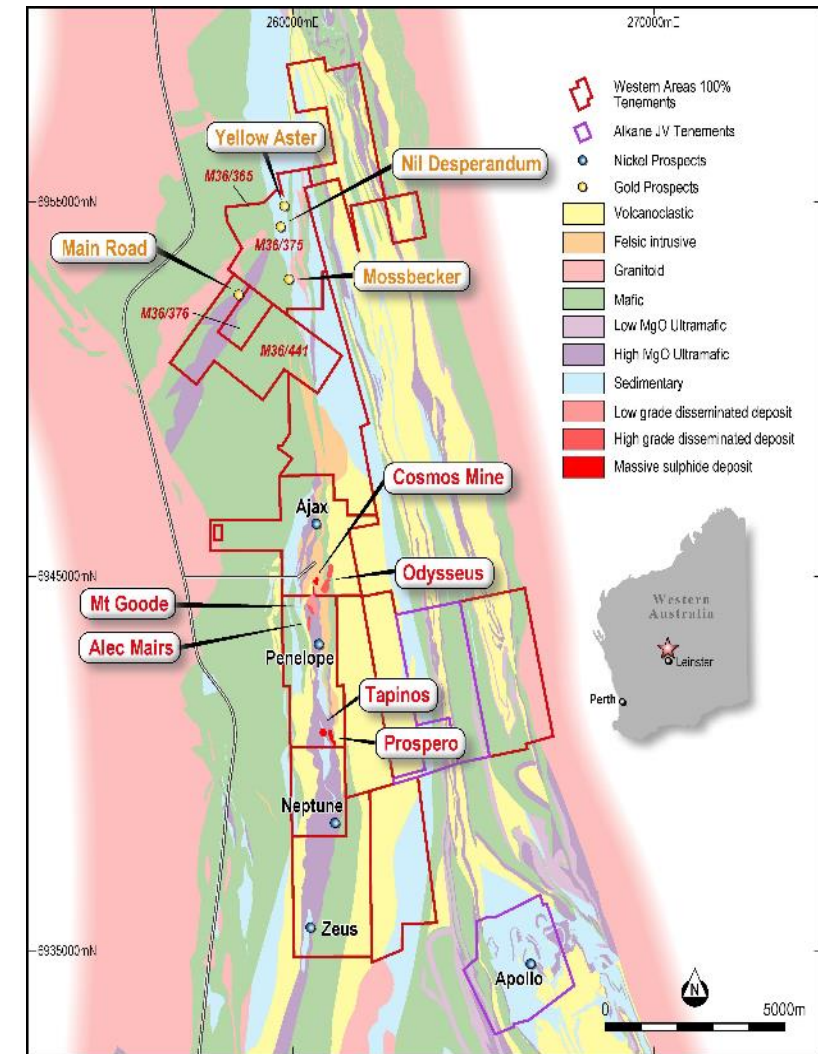 260000mE
270000mE
Western Areas 100%
Tenements
Alkane JV Tenements
Nickel Prospects
Gold Prospects
Volcanoclastic
Felsic intrusive
Granitoid
Mafic
Low MgO Ultramafic
High MgO Ultramafic
Sedimentary
Low grade disseminated deposit
High grade disseminated deposit
Massive sulphide deposit
Yellow Aster
Nil Desperandum
M36/365
6955000mN
M36/375
Main Road
Mossbecker
M36/376
M36/441
Cosmos Mine
Ajax
6945000mN
Odysseus
Mt Goode
Alec Mairs
Penelope
Tapinos
Prospero
Neptune
Zeus
6935000mN
Apollo
Western
Australia
Leinster
Perth
N
0
5000m